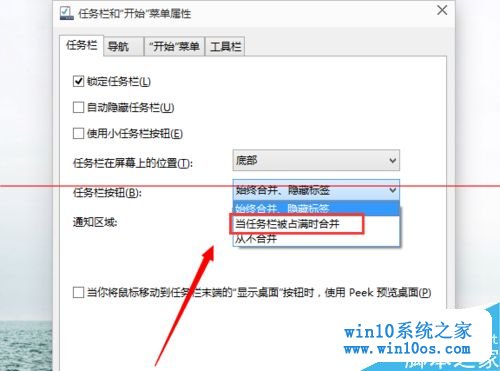 任务栏和“开始”菜单属性
任务栏 导航 “开始”菜单 工具栏
锁定任务栏(L)
自动隐藏任务栏(U)
使用小任务栏按钮(E)
任务栏在屏幕上的位置(T): 底部
任务栏按钮(B): 始终合并、隐藏标签
始终合并、隐藏标签
通知区域: 当任务栏被占满时合并
从不合并
当你将鼠标移动到任务栏末端的“显示桌面”按钮时，使用 Peek 预览桌面(P)
win10系统之家
www.win10os.com